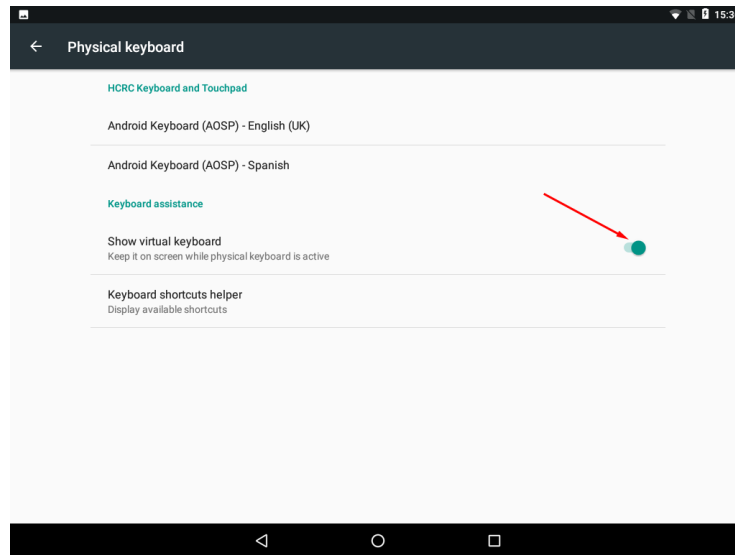 15:3
Physical keyboard
HCRC Keyboard and Touchpad
Android Keyboard (AOSP) - English (UK)
Android Keyboard (AOSP) - Spanish
Keyboard assistance
Show virtual keyboard
Keep it on screen while physical keyboard is active
Keyboard shortcuts helper
Display available shortcuts